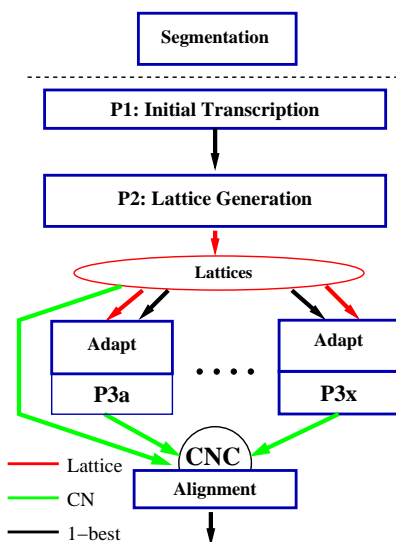 Segmentation
P1: Initial Transcription
P2: Lattice Generation
Lattices
Adapt
Adapt
P3a
P3x
CNC
Alignment
Lattice
CN
1−best